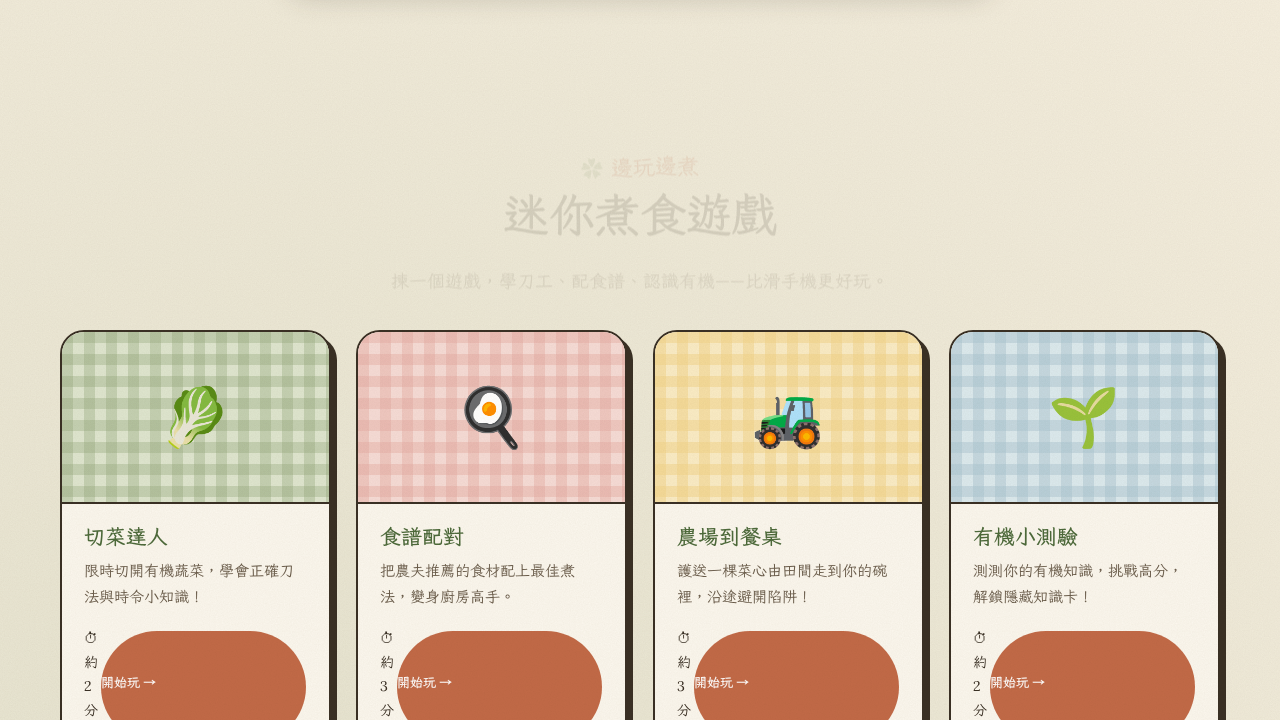 邊玩邊煮
迷你煮食遊戲
揀一個遊戲，學刀工、配食譜、認識有機——比滑手機更好玩。
切菜達人
限時切開有機蔬菜，學會正確刀
法與時令小知識！
⏱
約
2
分
開始玩 →
食譜配對
把農夫推薦的食材配上最佳煮
法，變身廚房高手。
⏱
約
3
分
開始玩 →
農場到餐桌
護送一棵菜心由田間走到你的碗
裡，沿途避開陷阱！
⏱
約
3
分
開始玩 →
有機小測驗
測測你的有機知識，挑戰高分，
解鎖隱藏知識卡！
⏱
約
2
分
開始玩 →